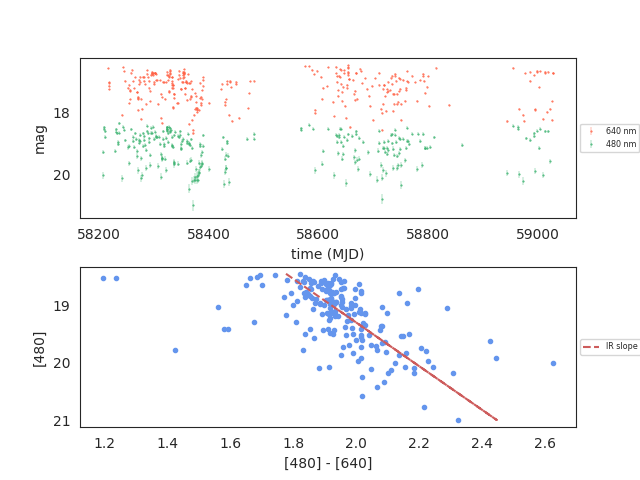 mag
18
20
58200 58400 58600 58800 59000
time (MJD)
640 nm
480 nm
[480]
19
20
21
1.2 1.4 1.6 1.8 2.0 2.2 2.4 2.6
[480] - [640]
IR slope